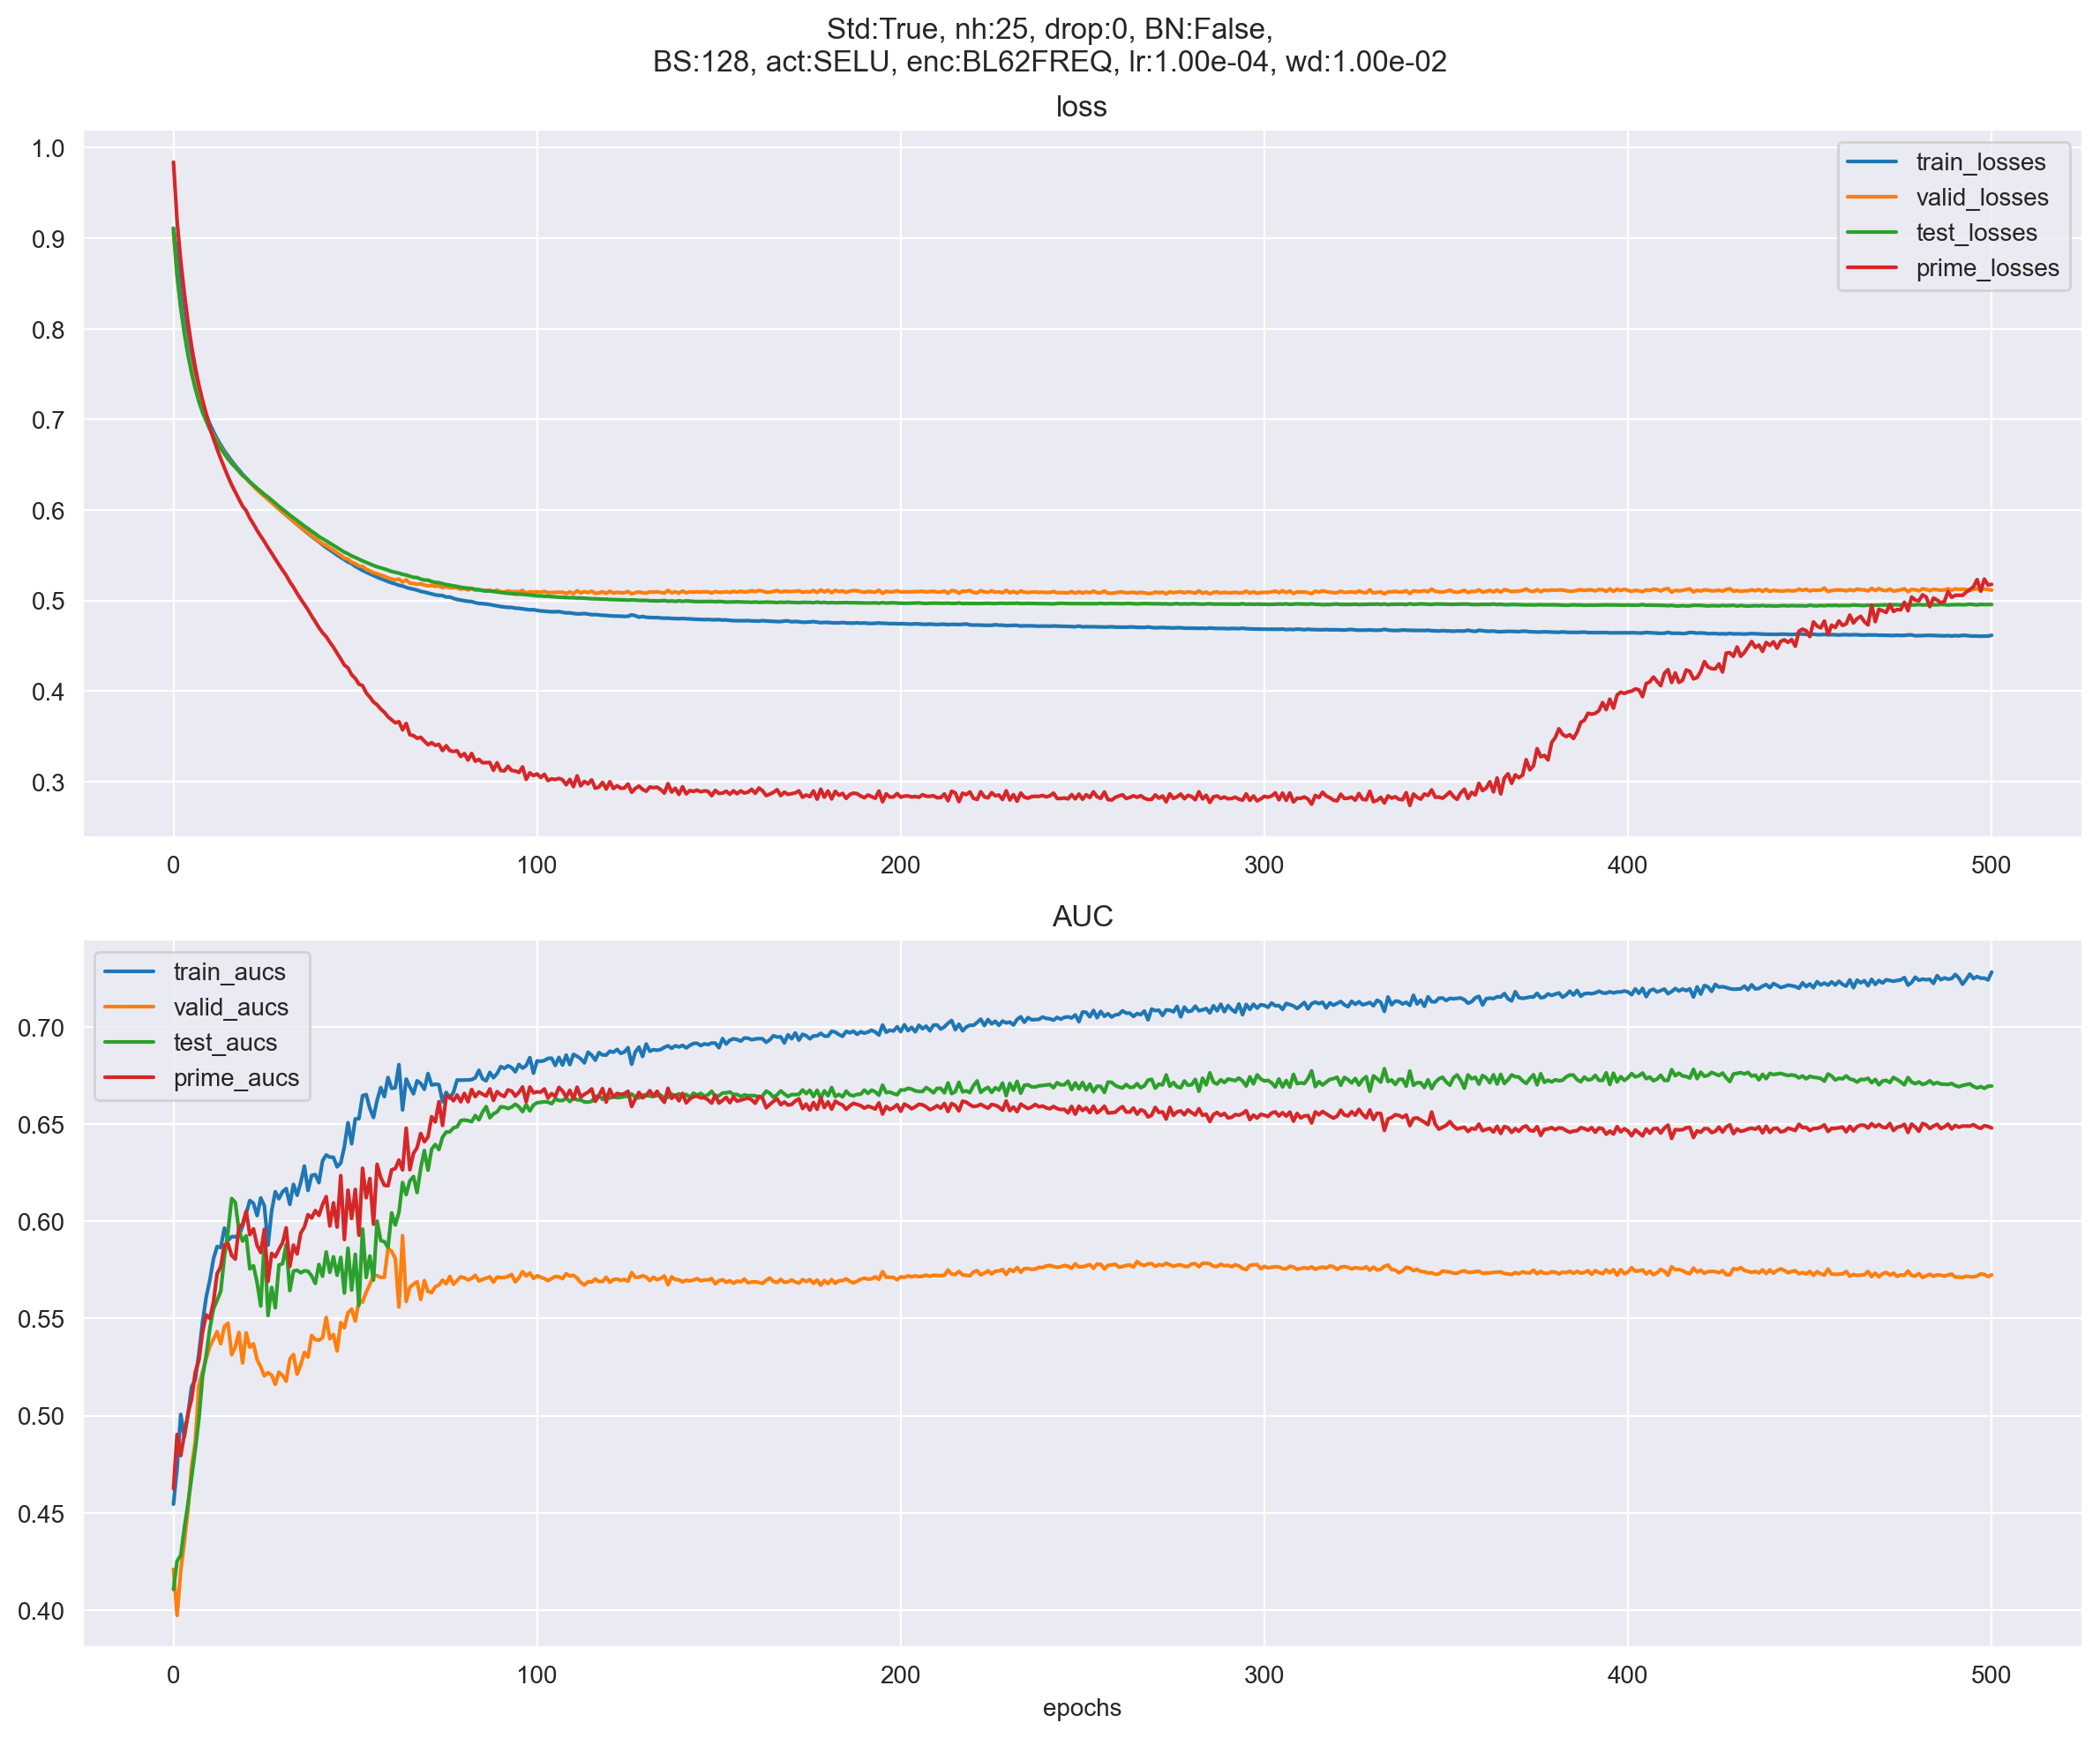 Std:True, nh:25, drop:0, BN:False,
BS:128, act:SELU, enc:BL62FREQ, lr:1.00e-04, wd:1.00e-02
loss
1.0
0.9
0.8
0.7
0.6
0.5
0.4
0.3
train_losses
valid_losses
test_losses
prime_losses
0 100 200 300 400 500
AUC
train_aucs
valid_aucs
test_aucs
prime_aucs
0.70
0.65
0.60
0.55
0.50
0.45
0.40
0 100 200 300 400 500
epochs